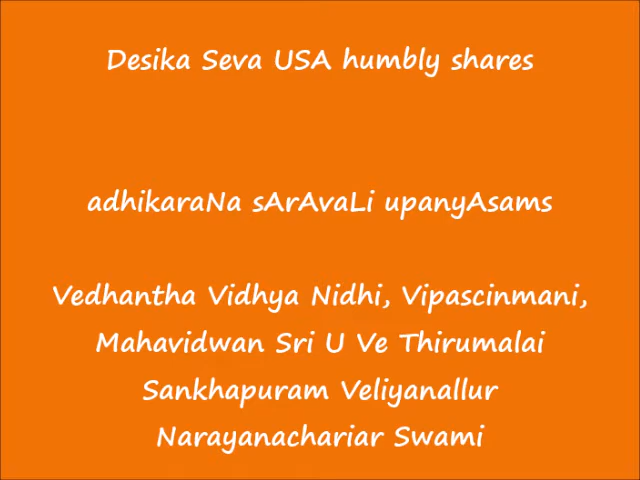 Desika Seva USA humbly shares
adhikaraNa sArAvaLi upanyAsams
Vedhantha Vidhya Nidhi, Vipascinmani,
Mahavidwan Sri U Ve Thirumalai
Sankhapuram Veliyanallur
Narayanachariar Swami